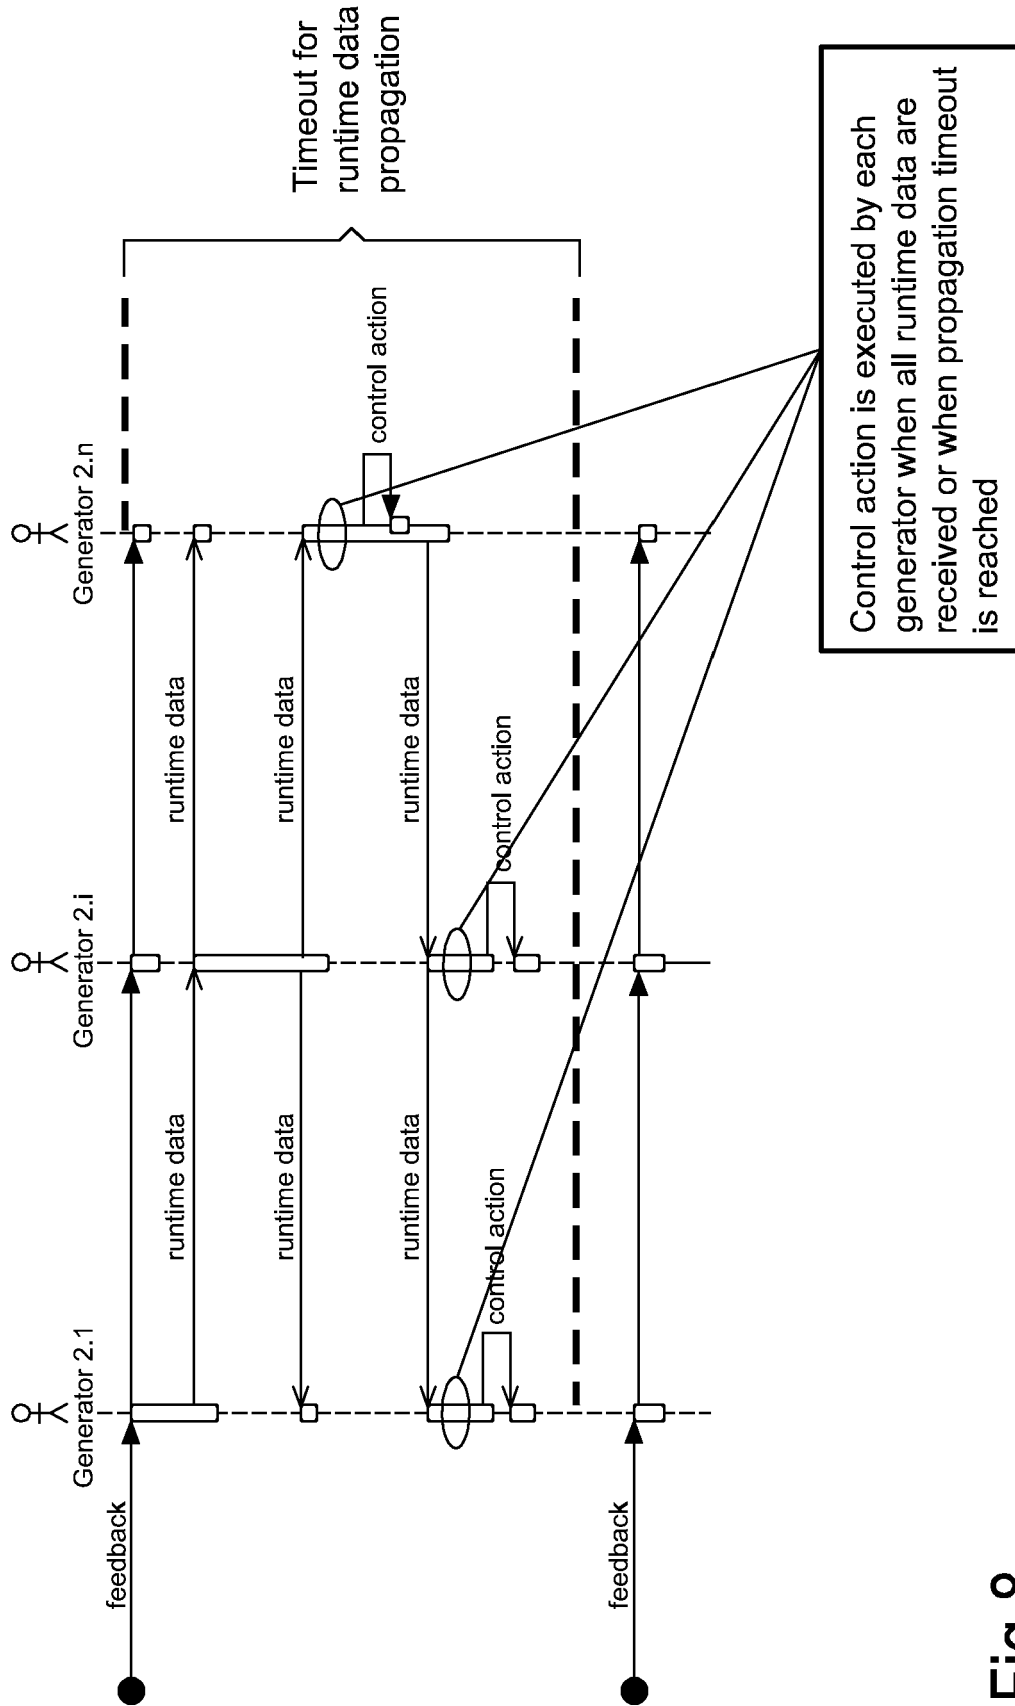 Generator 2.1
Generator 2.i
Generator 2.n
feedback
runtime data
runtime data
runtime data
runtime data
runtime data
runtime data
control action
control action
control action
feedback
Timeout for
runtime data
propagation
Control action is executed by each
generator when all runtime data are
received or when propagation timeout
is reached